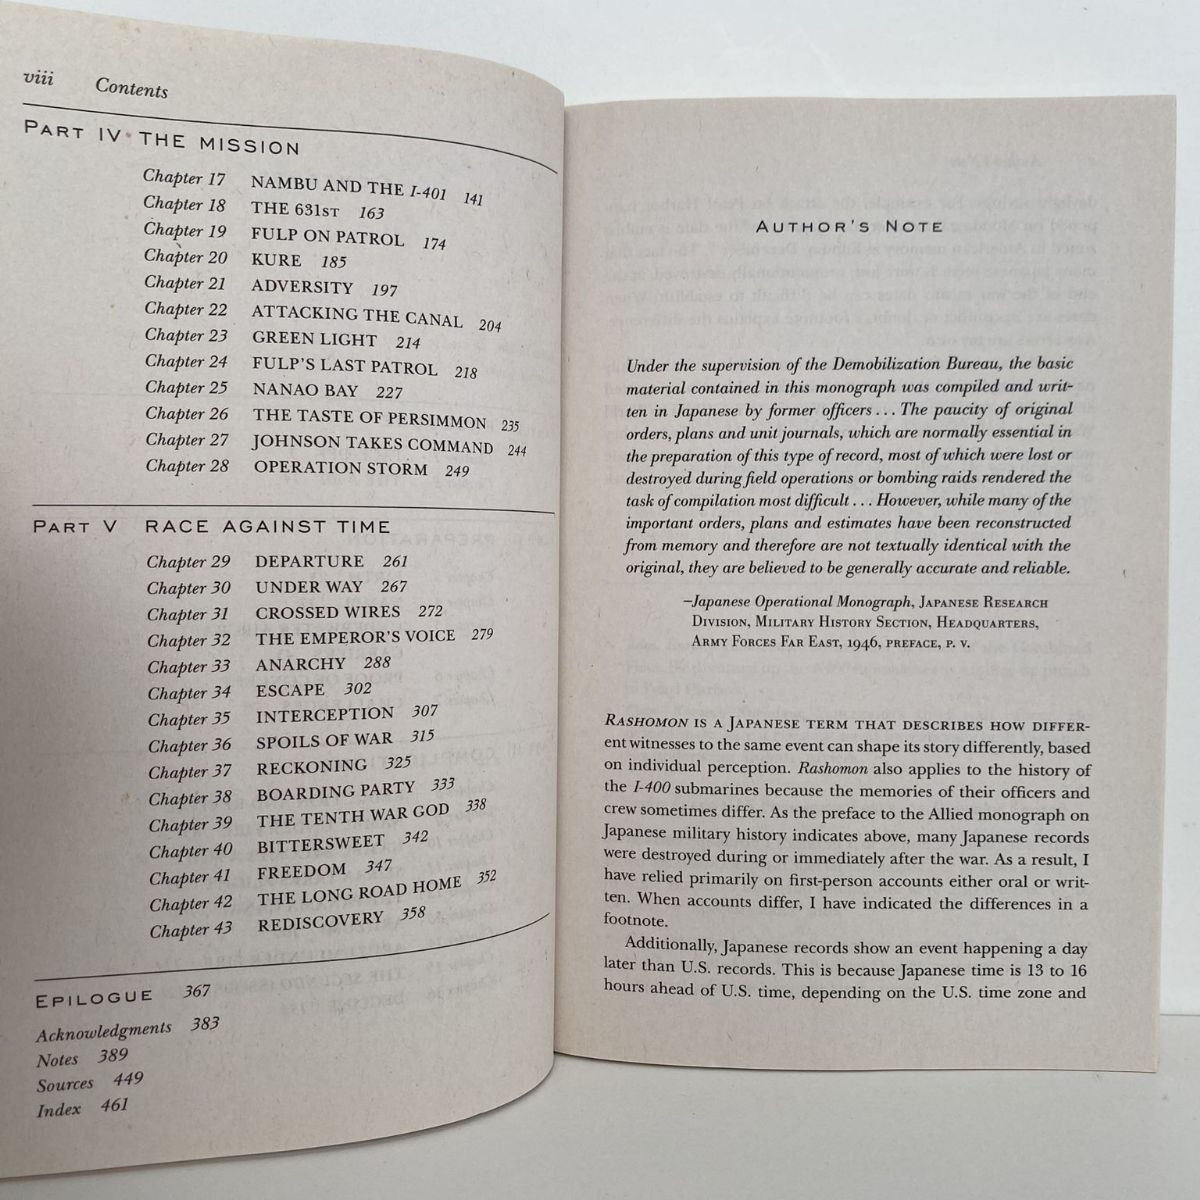 viii Contents
PART IV THE MISSION
Chapter 17 NAMBU AND THE I-401 141
Chapter 18 THE 631ST 163
Chapter 19 FULP ON PATROL 174
Chapter 20 KURE 185
Chapter 21 ADVERSITY 197
Chapter 22 ATTACKING THE CANAL 204
Chapter 23 GREEN LIGHT 214
Chapter 24 FULP'S LAST PATROL 218
Chapter 25 NANAO BAY 227
Chapter 26 THE TASTE OF PERSIMMON 235
Chapter 27 JOHNSON TAKES COMMAND 244
Chapter 28 OPERATION STORM 249
PART V RACE AGAINST TIME
Chapter 29 DEPARTURE 261
Chapter 30 UNDER WAY 267
Chapter 31 CROSSED WIRES 272
Chapter 32 THE EMPEROR'S VOICE 279
Chapter 33 ANARCHY 288
Chapter 34 ESCAPE 302
Chapter 35 INTERCEPTION 307
Chapter 36 SPOILS OF WAR 315
Chapter 37 RECKONING 325
Chapter 38 BOARDING PARTY 333
Chapter 39 THE TENTH WAR GOD 338
Chapter 40 BITTERSWEET 342
Chapter 41 FREEDOM 347
Chapter 42 THE LONG ROAD HOME 352
Chapter 43 REDISCOVERY 358
EPILOGUE 367
Acknowledgments 383
Notes 389
Sources 449
Index 461
AUTHOR'S NOTE
Under the supervision of the Demobilization Bureau, the basic
material contained in this monograph was compiled and writ-
ten in Japanese by former officers . . . The paucity of original
orders, plans and unit journals, which are normally essential in
the preparation of this type of record, most of which were lost or
destroyed during field operations or bombing raids rendered the
task of compilation most difficult . . . However, while many of the
important orders, plans and estimates have been reconstructed
from memory and therefore are not textually identical with the
original, they are believed to be generally accurate and reliable.
–Japanese Operational Monograph, JAPANESE RESEARCH
DIVISION, MILITARY HISTORY SECTION, HEADQUARTERS,
ARMY FORCES FAR EAST, 1946, PREFACE, P. V.
RASHOMON IS A JAPANESE TERM THAT DESCRIBES HOW DIFFER-
ent witnesses to the same event can shape its story differently, based
on individual perception. Rashomon also applies to the history of
the I-400 submarines because the memories of their officers and
crew sometimes differ. As the preface to the Allied monograph on
Japanese military history indicates above, many Japanese records
were destroyed during or immediately after the war. As a result, I
have relied primarily on first-person accounts either oral or writ-
ten. When accounts differ, I have indicated the differences in a
footnote.
Additionally, Japanese records show an event happening a day
later than U.S. records. This is because Japanese time is 13 to 16
hours ahead of U.S. time, depending on the U.S. time zone and